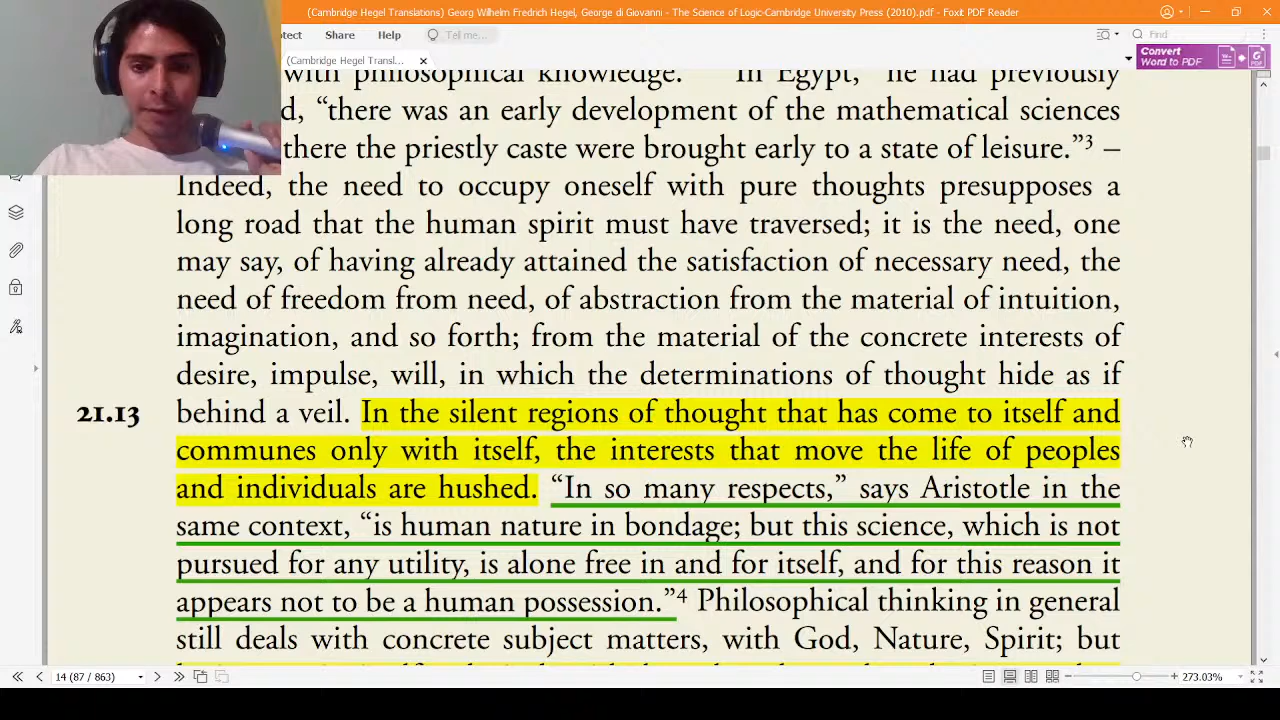 (Cambridge Hegel Translations) Georg Wilhelm Fredrich Hegel, George di Giovanni - The Science of Logic-Cambridge University Press (2010).pdf - Foxit PDF Reader
Share Help Tell me... Find
(Cambridge Hegel Transl... Convert Word to PDF
with philosophical knowledge." "In Egypt," he had previously
"there was an early development of the mathematical sciences
there the priestly caste were brought early to a state of leisure."3 –
Indeed, the need to occupy oneself with pure thoughts presupposes a
long road that the human spirit must have traversed; it is the need, one
may say, of having already attained the satisfaction of necessary need, the
need of freedom from need, of abstraction from the material of intuition,
imagination, and so forth; from the material of the concrete interests of
desire, impulse, will, in which the determinations of thought hide as if
21.13 behind a veil. In the silent regions of thought that has come to itself and
communes only with itself, the interests that move the life of peoples
and individuals are hushed. "In so many respects," says Aristotle in the
same context, "is human nature in bondage; but this science, which is not
pursued for any utility, is alone free in and for itself, and for this reason it
appears not to be a human possession."4 Philosophical thinking in general
still deals with concrete subject matters, with God, Nature, Spirit; but
14 (87 / 863) 273.03%